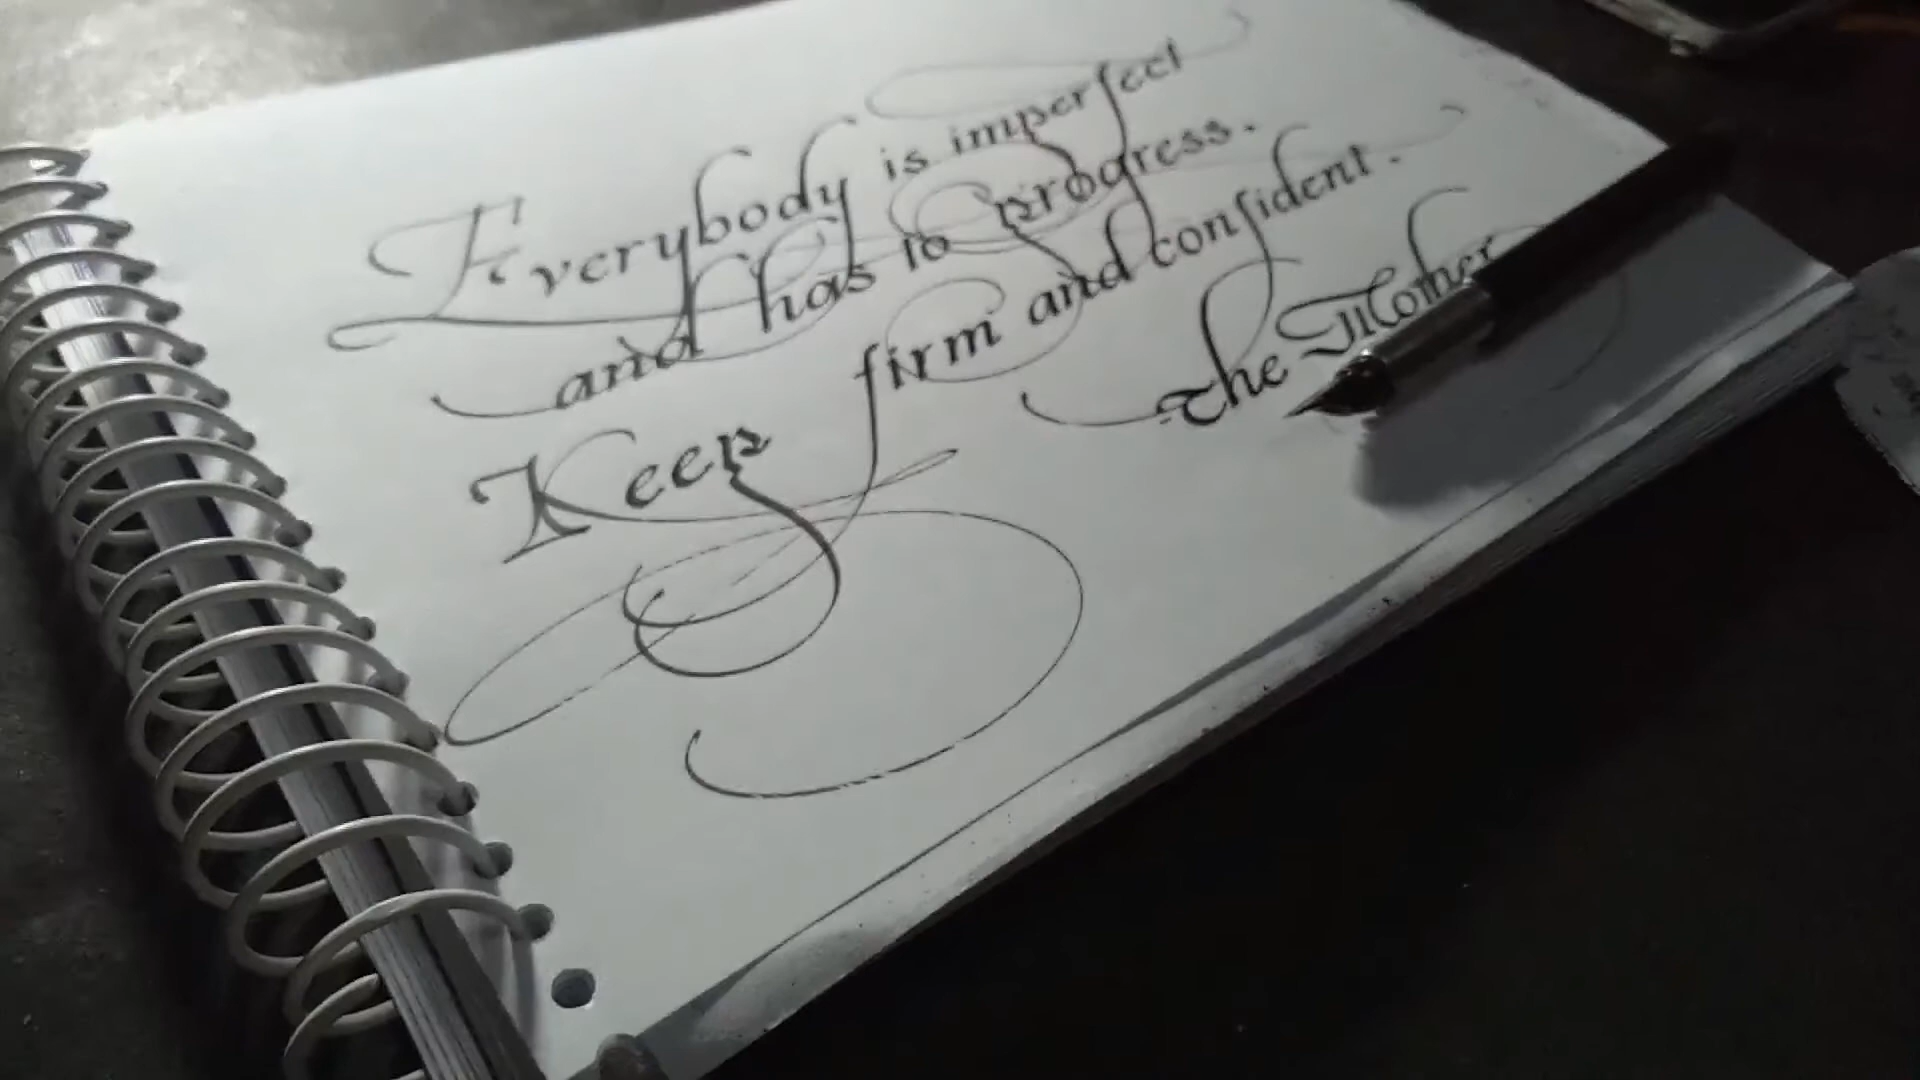 Everybody is imperfect
and has to progress.
Keep firm and confident.
The Mother